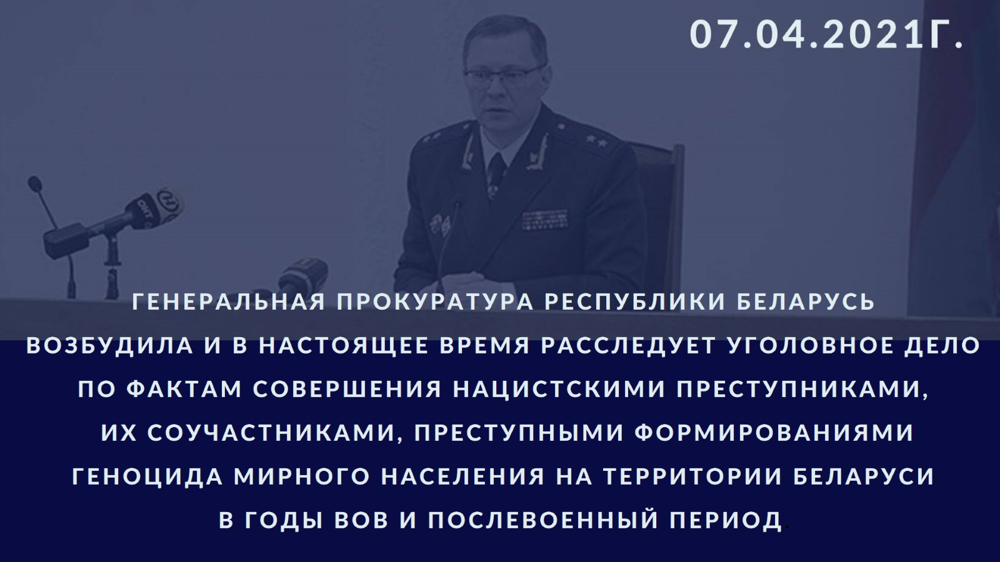 07.04.2021Г.
ОНТ
ГЕНЕРАЛЬНАЯ ПРОКУРАТУРА РЕСПУБЛИКИ БЕЛАРУСЬ
ВОЗБУДИЛА И В НАСТОЯЩЕЕ ВРЕМЯ РАССЛЕДУЕТ УГОЛОВНОЕ ДЕЛО
ПО ФАКТАМ СОВЕРШЕНИЯ НАЦИСТСКИМИ ПРЕСТУПНИКАМИ,
ИХ СОУЧАСТНИКАМИ, ПРЕСТУПНЫМИ ФОРМИРОВАНИЯМИ
ГЕНОЦИДА МИРНОГО НАСЕЛЕНИЯ НА ТЕРРИТОРИИ БЕЛАРУСИ
В ГОДЫ ВОВ И ПОСЛЕВОЕННЫЙ ПЕРИОД.